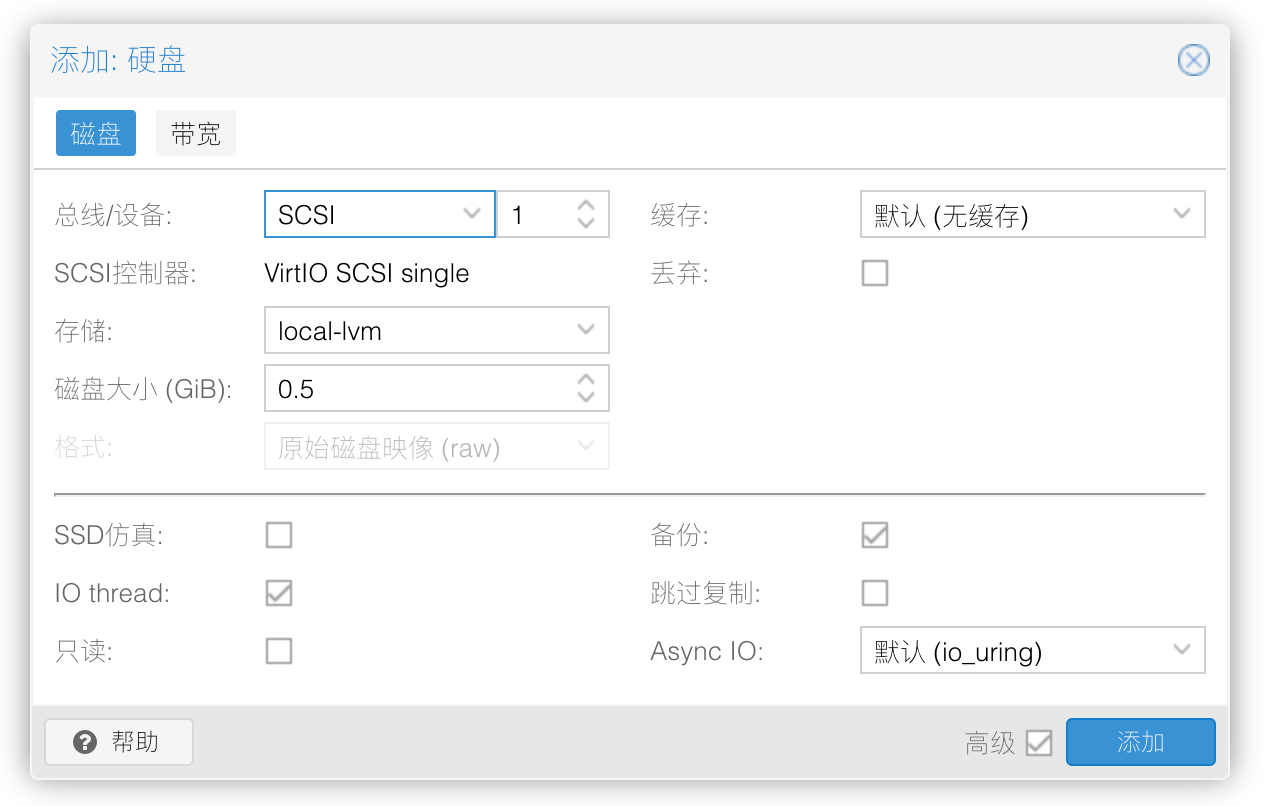 添加: 硬盘
磁盘 带宽
总线/设备: SCSI 1 缓存: 默认 (无缓存)
SCSI控制器: VirtIO SCSI single 丢弃:
存储: local-lvm
磁盘大小 (GiB): 0.5
格式: 原始磁盘映像 (raw)
SSD仿真: 备份:
IO thread: 跳过复制:
只读: Async IO: 默认 (io_uring)
帮助 高级 添加